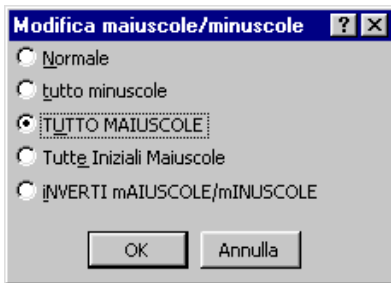 Modifica maiuscole/minuscole ? X
Normale
tutto minuscole
TUTTO MAIUSCOLE
Tutte Iniziali Maiuscole
iNVERTI mAIUSCOLE/mINUSCOLE
OK Annulla